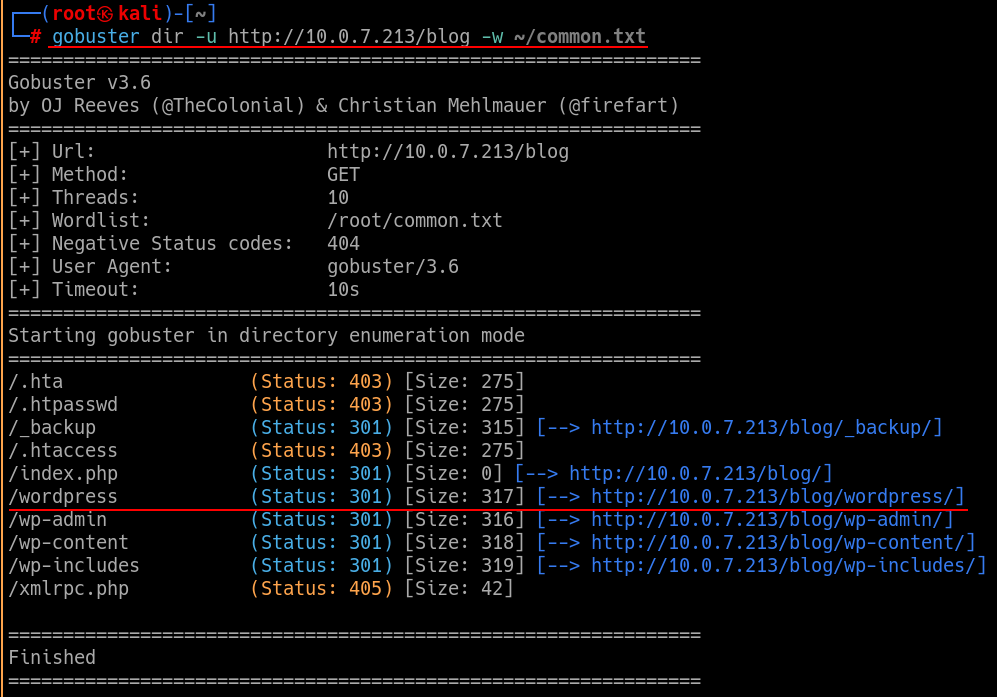 ┌──(root㉿kali)-[~]
└─# gobuster dir -u http://10.0.7.213/blog -w ~/common.txt
===============================================================
Gobuster v3.6
by OJ Reeves (@TheColonial) & Christian Mehlmauer (@firefart)
===============================================================
[+] Url:                     http://10.0.7.213/blog
[+] Method:                  GET
[+] Threads:                 10
[+] Wordlist:                /root/common.txt
[+] Negative Status codes:   404
[+] User Agent:              gobuster/3.6
[+] Timeout:                 10s
===============================================================
Starting gobuster in directory enumeration mode
===============================================================
/.hta                 (Status: 403) [Size: 275]
/.htpasswd            (Status: 403) [Size: 275]
/_backup              (Status: 301) [Size: 315] [--> http://10.0.7.213/blog/_backup/]
/.htaccess            (Status: 403) [Size: 275]
/index.php            (Status: 301) [Size: 0] [--> http://10.0.7.213/blog/]
/wordpress            (Status: 301) [Size: 317] [--> http://10.0.7.213/blog/wordpress/]
/wp-admin             (Status: 301) [Size: 316] [--> http://10.0.7.213/blog/wp-admin/]
/wp-content           (Status: 301) [Size: 318] [--> http://10.0.7.213/blog/wp-content/]
/wp-includes          (Status: 301) [Size: 319] [--> http://10.0.7.213/blog/wp-includes/]
/xmlrpc.php           (Status: 405) [Size: 42]
===============================================================
Finished
===============================================================